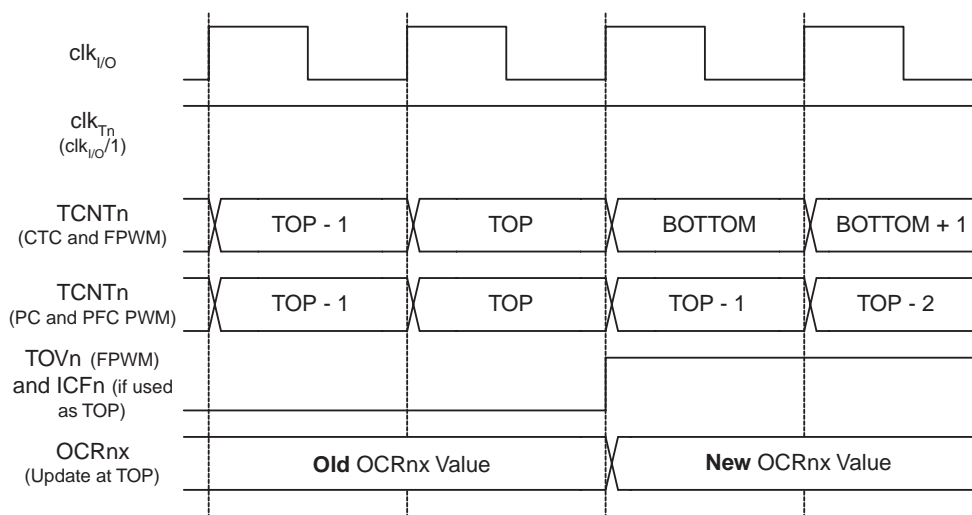 clkI/O
clkTn
(clkI/O/1)
TCNTn
(CTC and FPWM)
TOP - 1
TOP
BOTTOM
BOTTOM + 1
TCNTn
(PC and PFC PWM)
TOP - 1
TOP
TOP - 1
TOP - 2
TOVn (FPWM)
and ICFn (if used
as TOP)
OCRnx
(Update at TOP)
Old OCRnx Value
New OCRnx Value